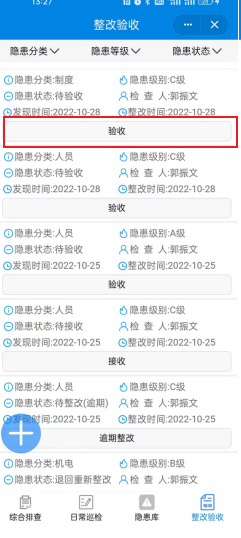 15:27
整改验收
隐患分类 隐患等级 隐患状态
隐患分类:制度 隐患级别:C级
隐患状态:待验收 检 查 人:郭振文
发现时间:2022-10-28 整改时间:2022-10-28
验收
隐患分类:人员 隐患级别:C级
隐患状态:待验收 检 查 人:郭振文
发现时间:2022-10-28 整改时间:2022-10-28
验收
隐患分类:人员 隐患级别:A级
隐患状态:待验收 检 查 人:郭振文
发现时间:2022-10-25 整改时间:2022-10-25
验收
隐患分类:人员 隐患级别:C级
隐患状态:待接收 检 查 人:郭振文
发现时间:2022-10-25 整改时间:2022-10-25
接收
隐患分类:人员 隐患级别:C级
隐患状态:待整改(逾期) 检 查 人:郭振文
现时间:2022-10-25 整改时间:2022-10-25
逾期整改
隐患分类:机电 隐患级别:B级
隐患状态:退回重新整改 检 查 人:郭振文
综合排查 日常巡检 隐患库 整改验收